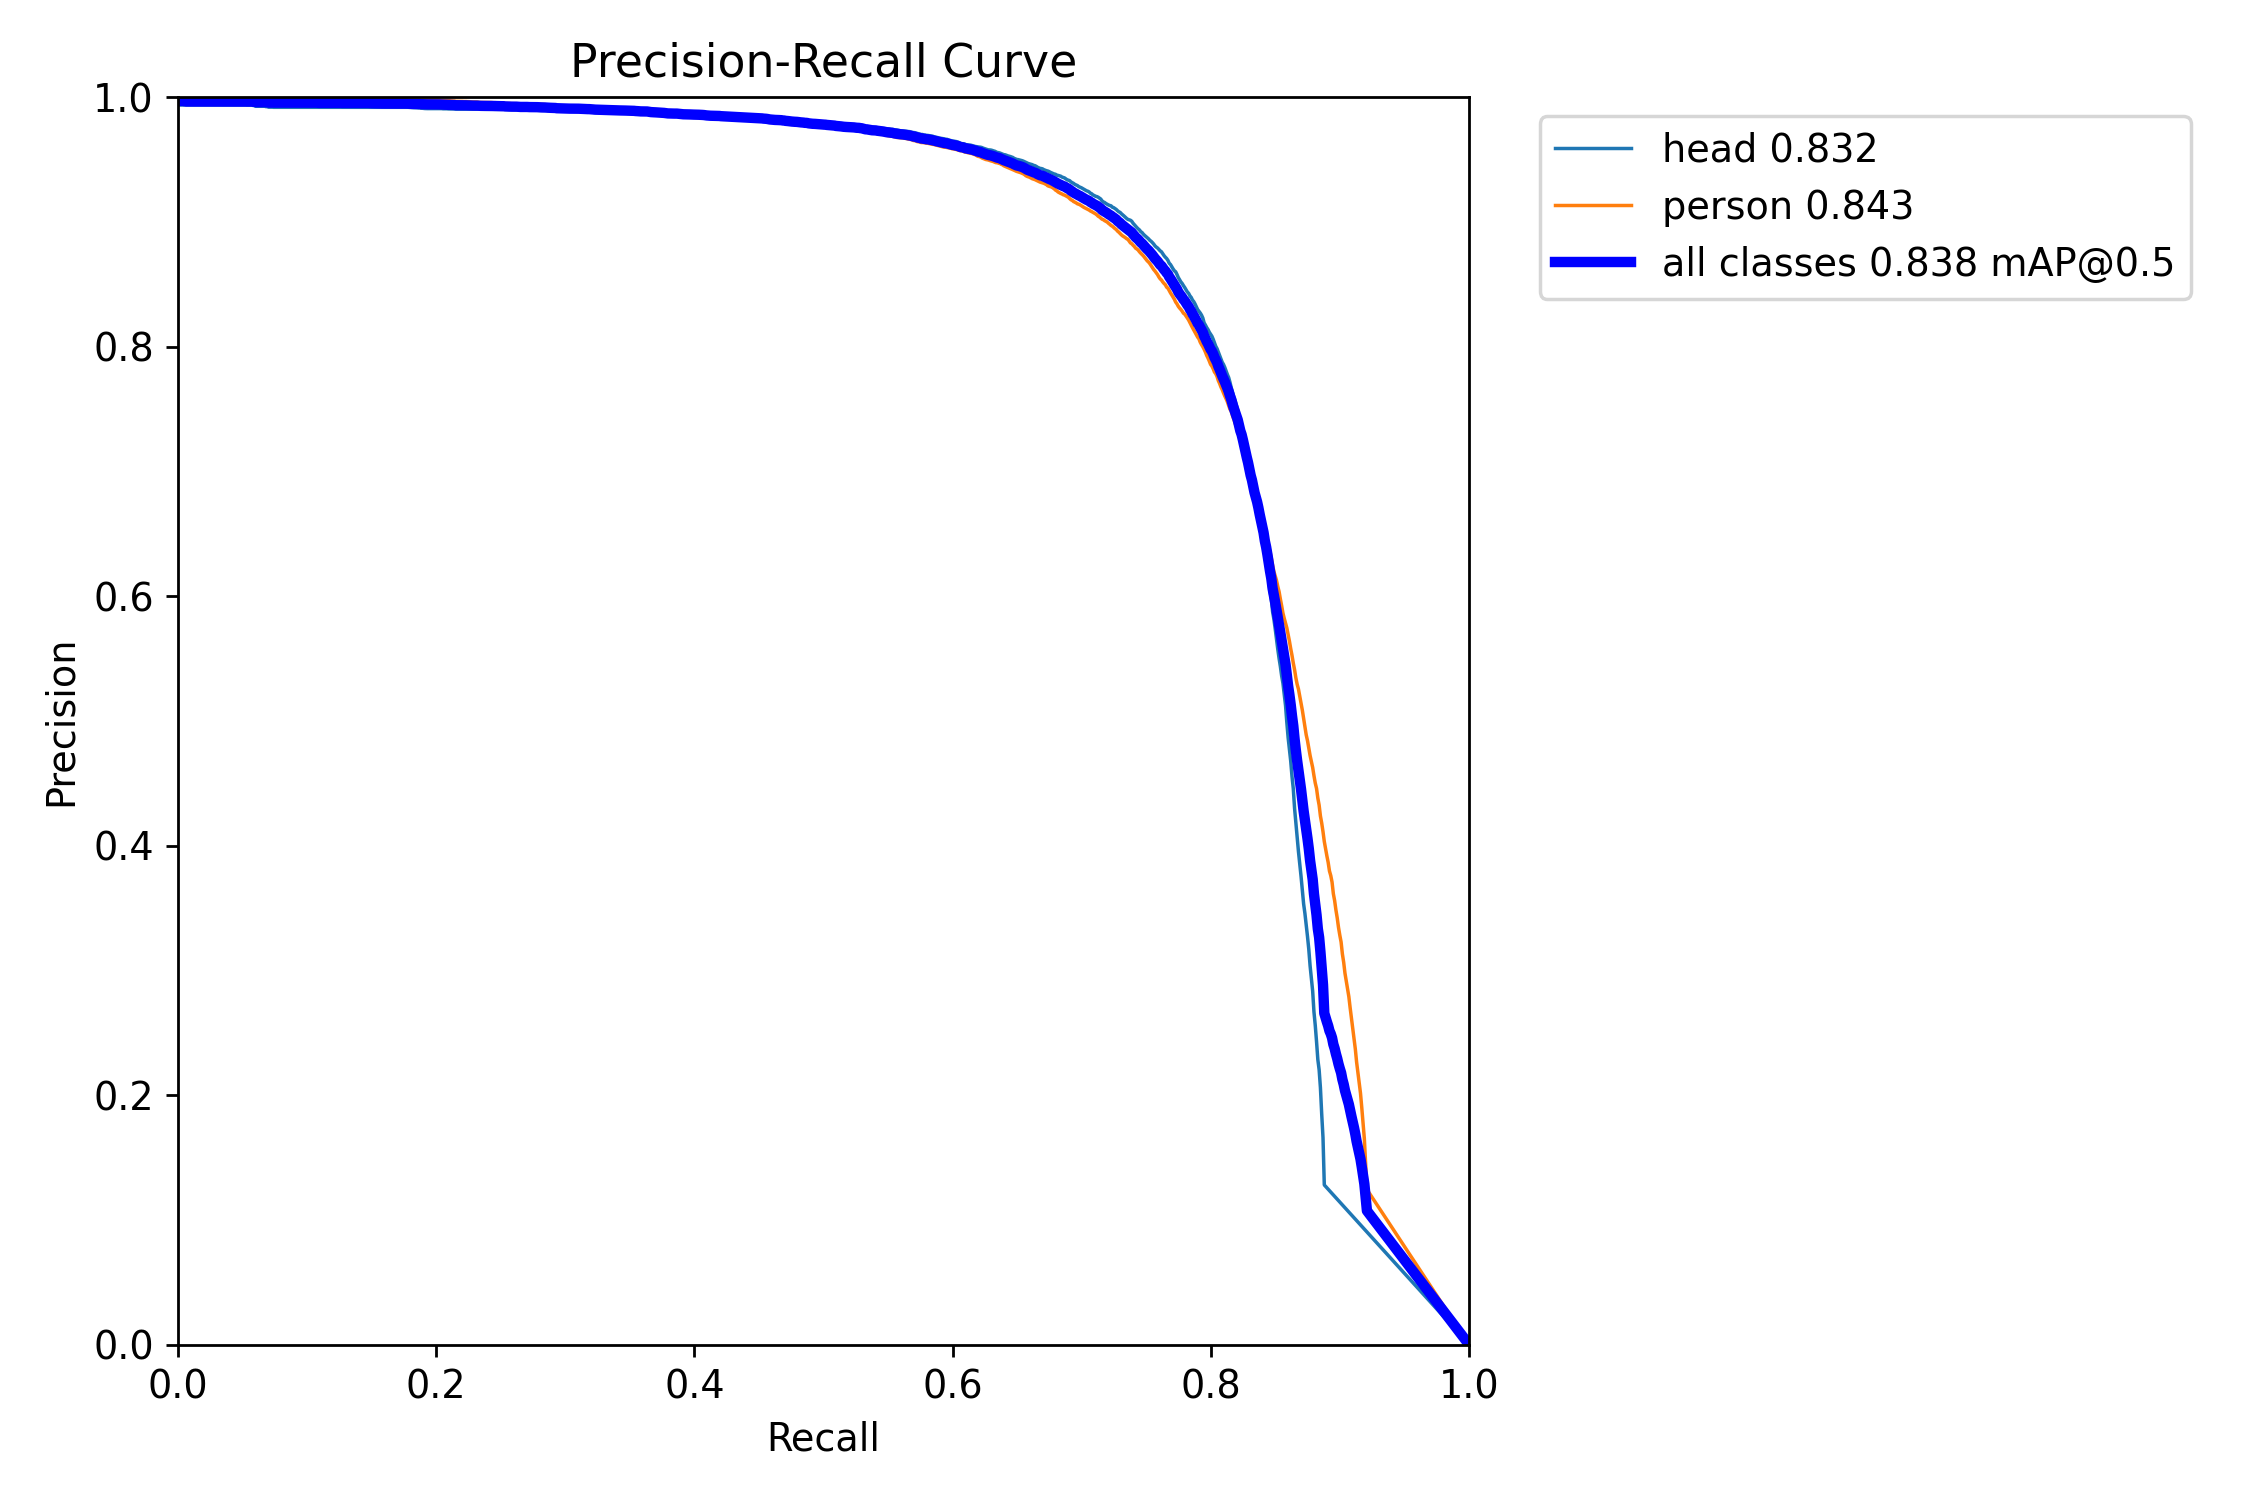 Precision-Recall Curve
1.0
0.8
0.6
0.4
0.2
0.0
Precision
0.0 0.2 0.4 0.6 0.8 1.0
Recall
head 0.832
person 0.843
all classes 0.838 mAP@0.5